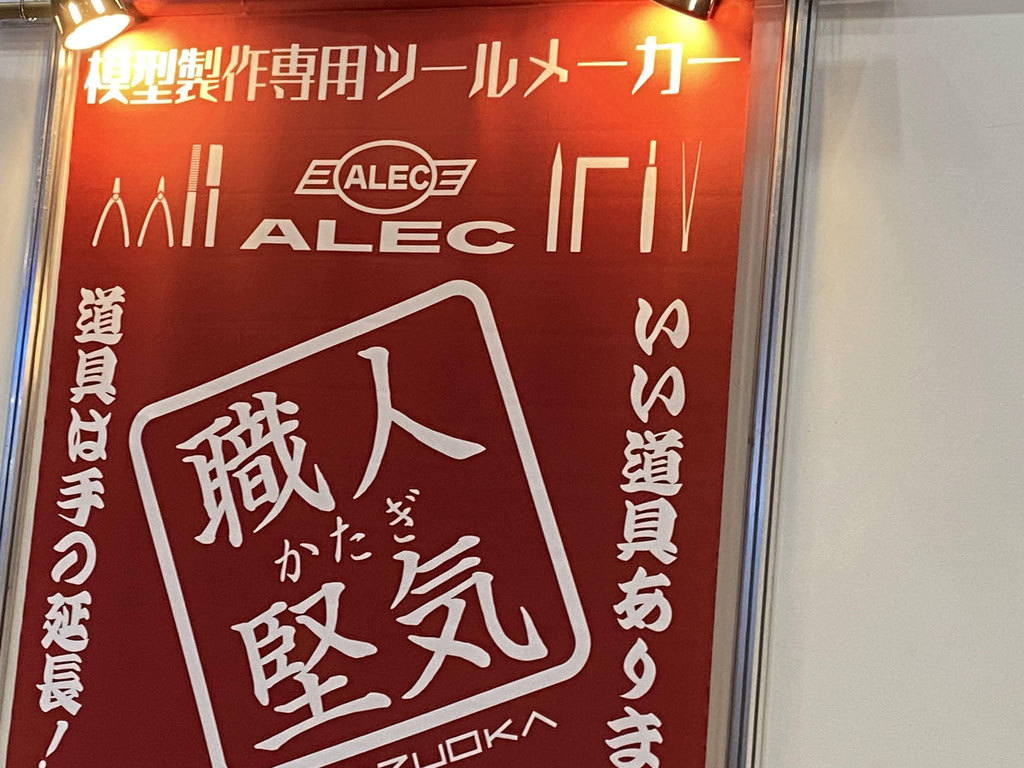 模型製作専用ツールメーカー
ALEC
ALEC
道具は手の延長!
職人
かたぎ
堅気
いい道具ありま
ZUOKA